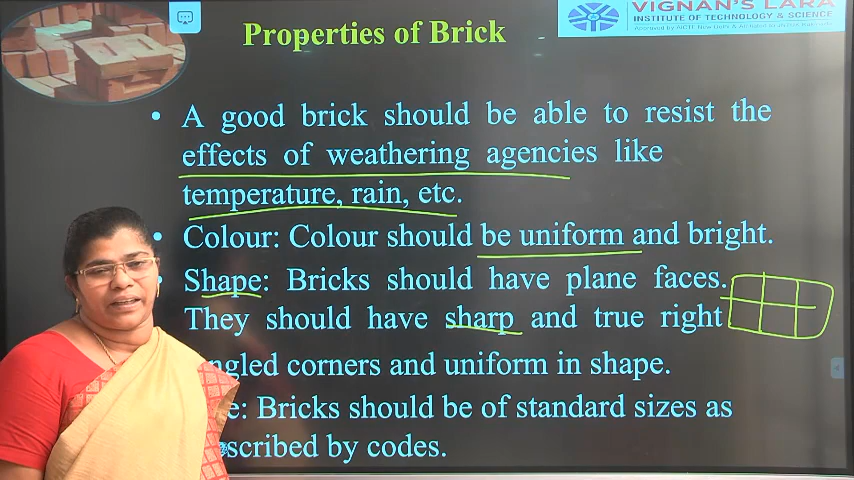 VIGNAN'S LARA
INSTITUTE OF TECHNOLOGY & SCIENCE
Properties of Brick
• A good brick should be able to resist the
effects of weathering agencies like
temperature, rain, etc.
• Colour: Colour should be uniform and bright.
• Shape: Bricks should have plane faces.
They should have sharp and true right
ngled corners and uniform in shape.
e: Bricks should be of standard sizes as
scribed by codes.